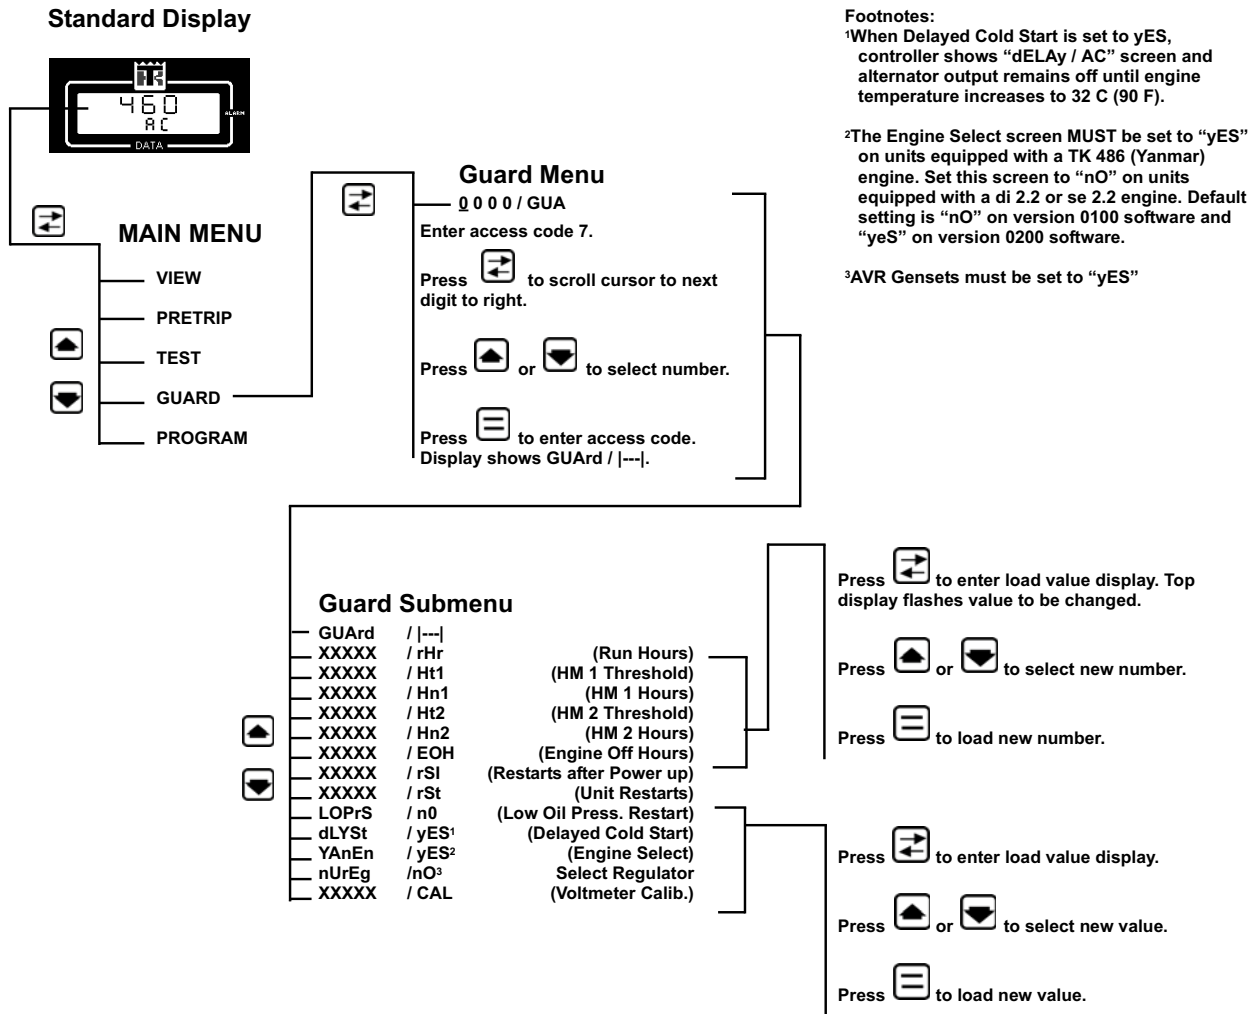 Standard Display
460
AC
ALARM
DATA
MAIN MENU
VIEW
PRETRIP
TEST
GUARD
PROGRAM
Guard Menu
0 0 0 0 / GUA
Enter access code 7.
Press to scroll cursor to next
digit to right.
Press or to select number.
Press to enter access code.
Display shows GUArd / |---|.
Footnotes:
¹When Delayed Cold Start is set to yES,
controller shows “dELAy / AC” screen and
alternator output remains off until engine
temperature increases to 32 C (90 F).
²The Engine Select screen MUST be set to “yES”
on units equipped with a TK 486 (Yanmar)
engine. Set this screen to “nO” on units
equipped with a di 2.2 or se 2.2 engine. Default
setting is “nO” on version 0100 software and
“yeS” on version 0200 software.
³AVR Gensets must be set to “yES”
Guard Submenu
GUArd / |---|
XXXXX / rHr (Run Hours)
XXXXX / Ht1 (HM 1 Threshold)
XXXXX / Hn1 (HM 1 Hours)
XXXXX / Ht2 (HM 2 Threshold)
XXXXX / Hn2 (HM 2 Hours)
XXXXX / EOH (Engine Off Hours)
XXXXX / rSI (Restarts after Power up)
XXXXX / rSt (Unit Restarts)
LOPrS / n0 (Low Oil Press. Restart)
dLYSt / yES¹ (Delayed Cold Start)
YAnEn / yES² (Engine Select)
nUrEg /nO³ Select Regulator
XXXXX / CAL (Voltmeter Calib.)
Press to enter load value display. Top
display flashes value to be changed.
Press or to select new number.
Press to load new number.
Press to enter load value display.
Press or to select new value.
Press to load new value.